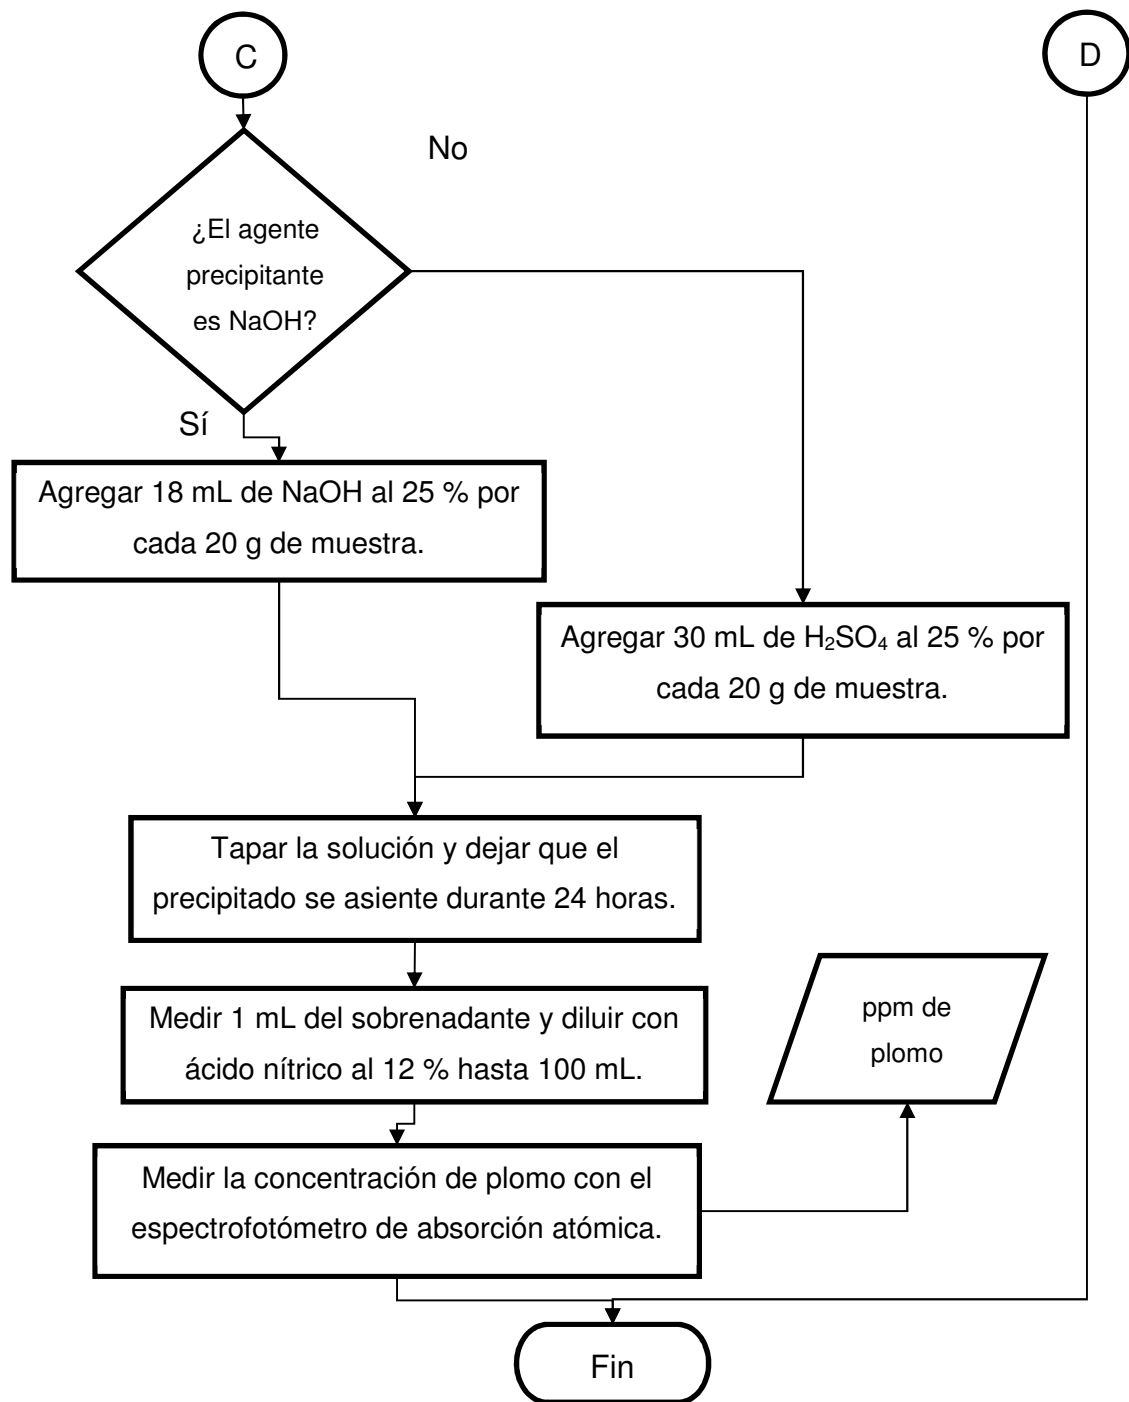 C
D
No
¿El agente
precipitante
es NaOH?
Sí
Agregar 18 mL de NaOH al 25 % por
cada 20 g de muestra.
Agregar 30 mL de H₂SO₄ al 25 % por
cada 20 g de muestra.
Tapar la solución y dejar que el
precipitado se asiente durante 24 horas.
Medir 1 mL del sobrenadante y diluir con
ácido nítrico al 12 % hasta 100 mL.
ppm de
plomo
Medir la concentración de plomo con el
espectrofotómetro de absorción atómica.
Fin